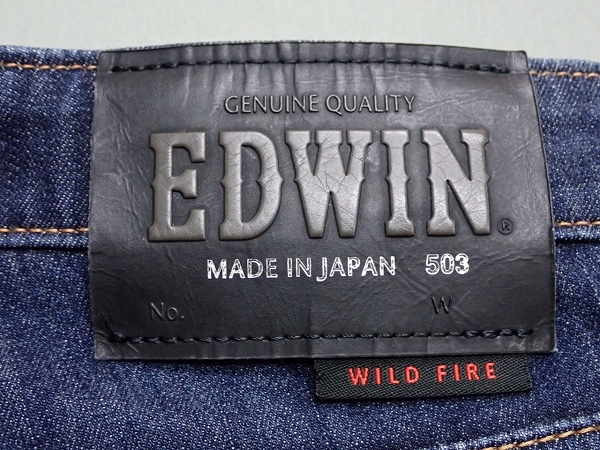 GENUINE QUALITY
EDWIN®
MADE IN JAPAN 503
No. W
WILD FIRE